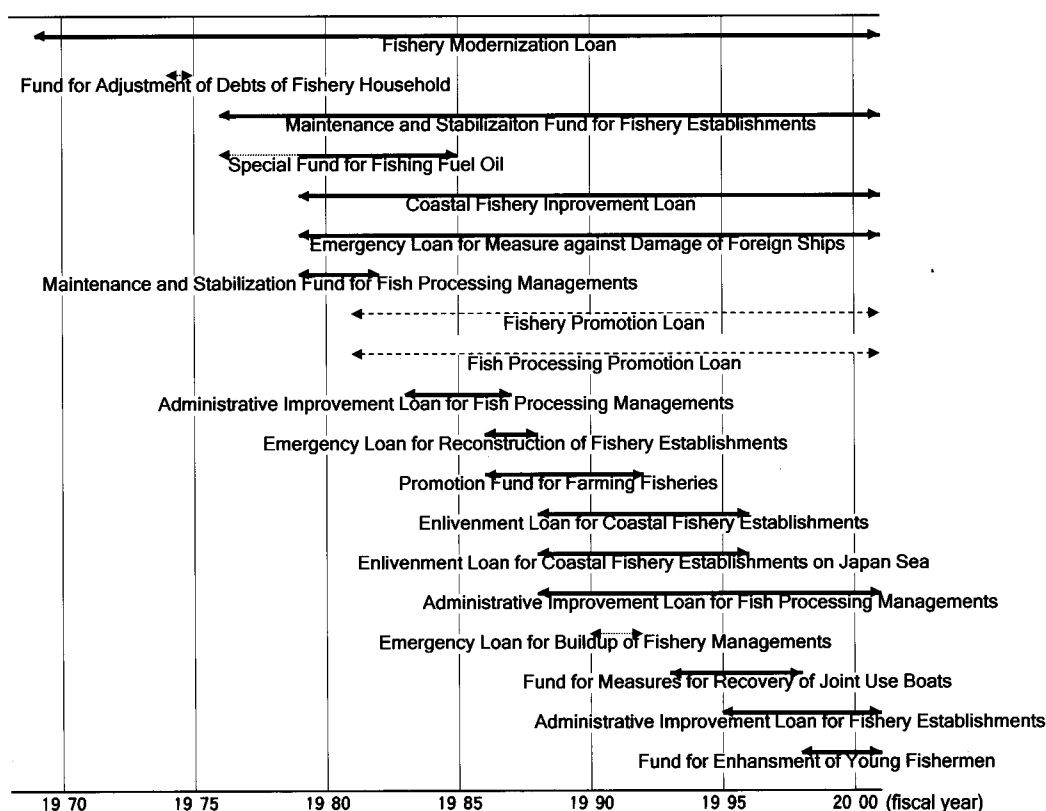 Fishery Modernization Loan
Fund for Adjustment of Debts of Fishery Household
Maintenance and Stabilizaiton Fund for Fishery Establishments
Special Fund for Fishing Fuel Oil
Coastal Fishery Inprovement Loan
Emergency Loan for Measure against Damage of Foreign Ships
Maintenance and Stabilization Fund for Fish Processing Managements
Fishery Promotion Loan
Fish Processing Promotion Loan
Administrative Improvement Loan for Fish Processing Managements
Emergency Loan for Reconstruction of Fishery Establishments
Promotion Fund for Farming Fisheries
Enlivenment Loan for Coastal Fishery Establishments
Enlivenment Loan for Coastal Fishery Establishments on Japan Sea
Administrative Improvement Loan for Fish Processing Managements
Emergency Loan for Buildup of Fishery Managements
Fund for Measures for Recovery of Joint Use Boats
Administrative Improvement Loan for Fishery Establishments
Fund for Enhansment of Young Fishermen
19 70 19 75 19 80 19 85 19 90 19 95 20 00 (fiscal year)